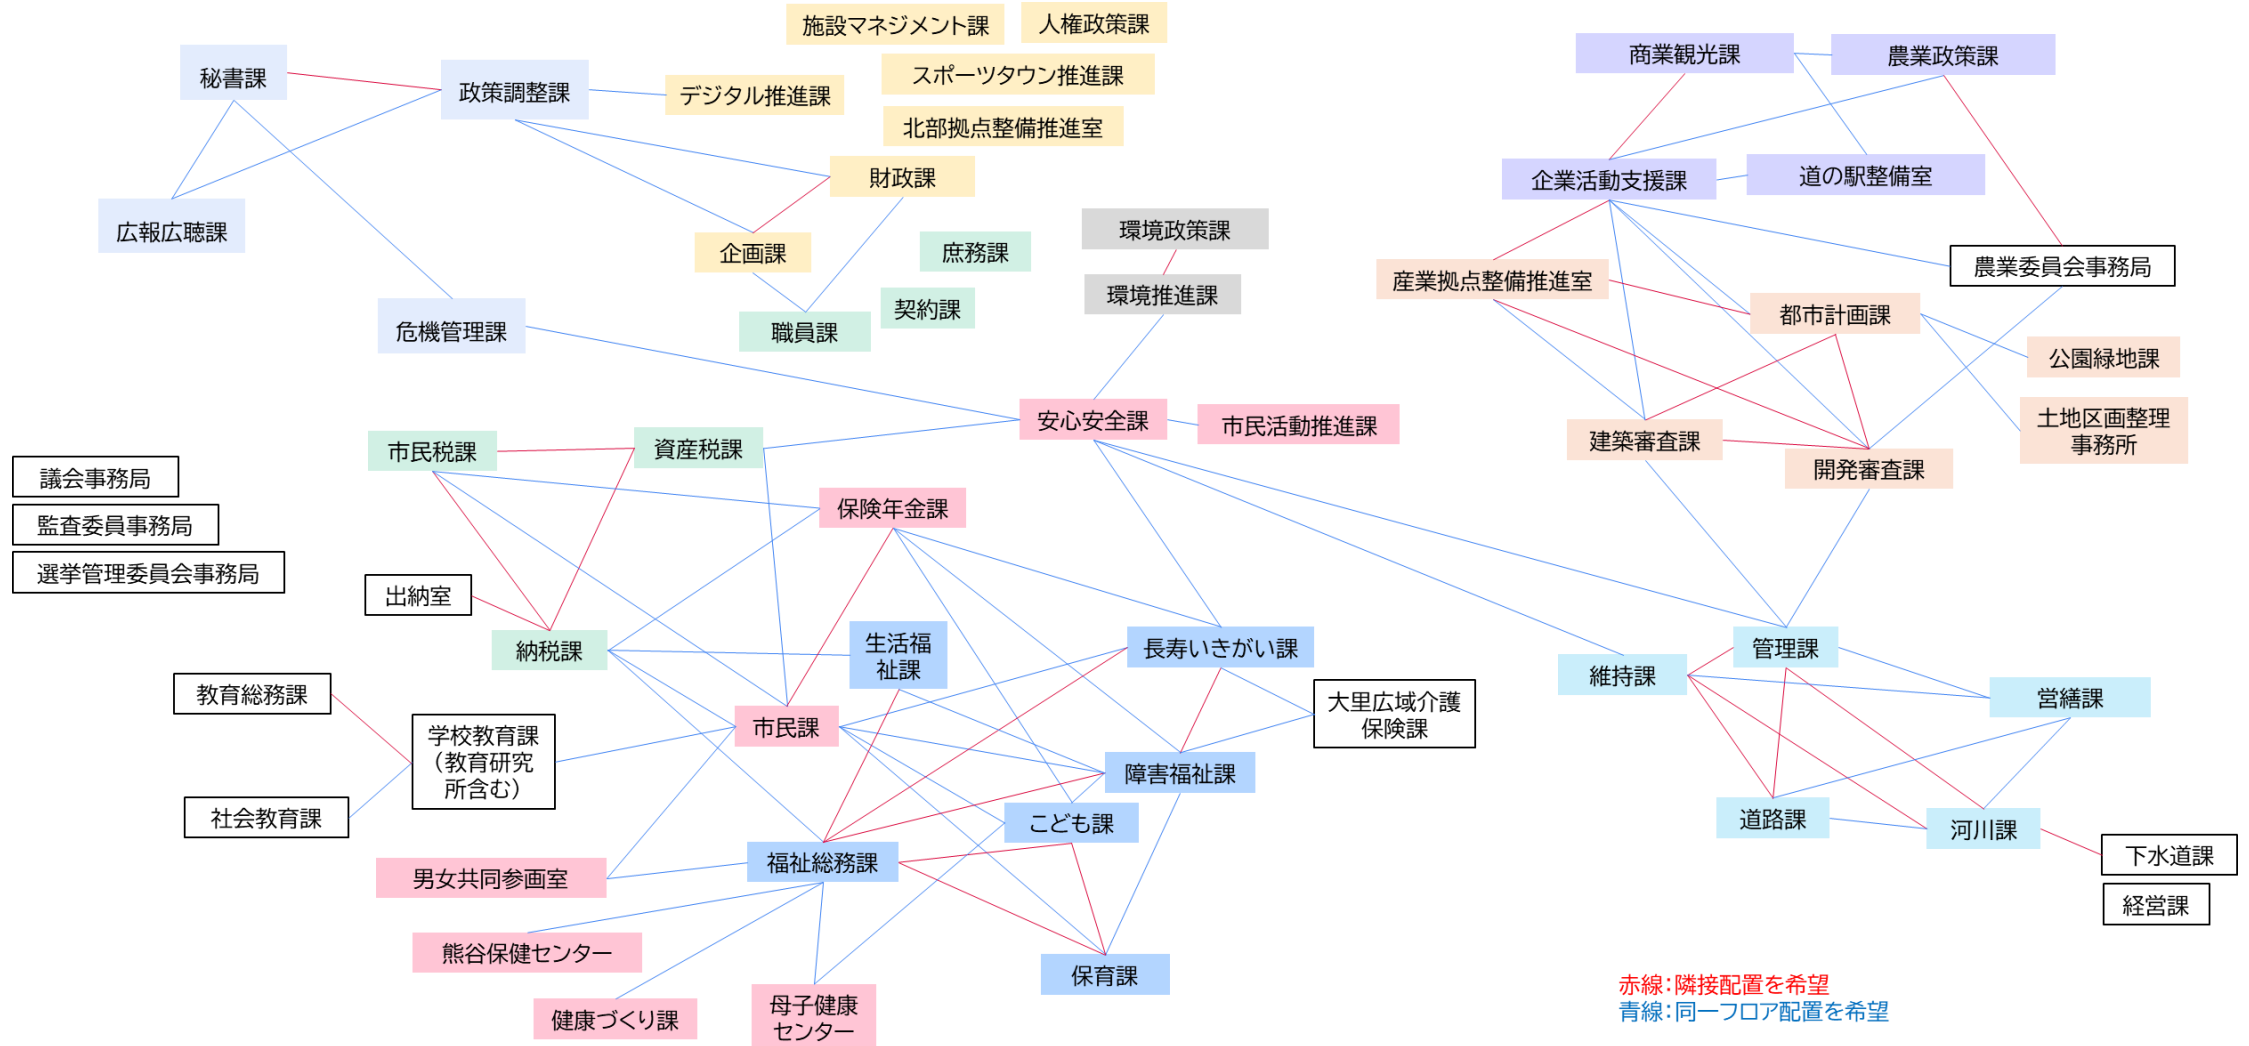 施設マネジメント課
人権政策課
商業観光課
農業政策課
秘書課
政策調整課
デジタル推進課
スポーツタウン推進課
北部拠点整備推進室
財政課
企業活動支援課
道の駅整備室
広報広聴課
企画課
庶務課
環境政策課
農業委員会事務局
産業拠点整備推進室
環境推進課
契約課
都市計画課
危機管理課
職員課
公園緑地課
安心安全課
市民活動推進課
土地区画整理
事務所
建築審査課
開発審査課
市民税課
資産税課
議会事務局
監査委員事務局
選挙管理委員会事務局
保険年金課
出納室
納税課
生活福
祉課
長寿いきがい課
管理課
維持課
営繕課
教育総務課
大里広域介護
保険課
学校教育課
（教育研究
所含む）
市民課
障害福祉課
社会教育課
こども課
道路課
河川課
福祉総務課
男女共同参画室
下水道課
経営課
熊谷保健センター
保育課
健康づくり課
母子健康
センター
赤線：隣接配置を希望
青線：同一フロア配置を希望